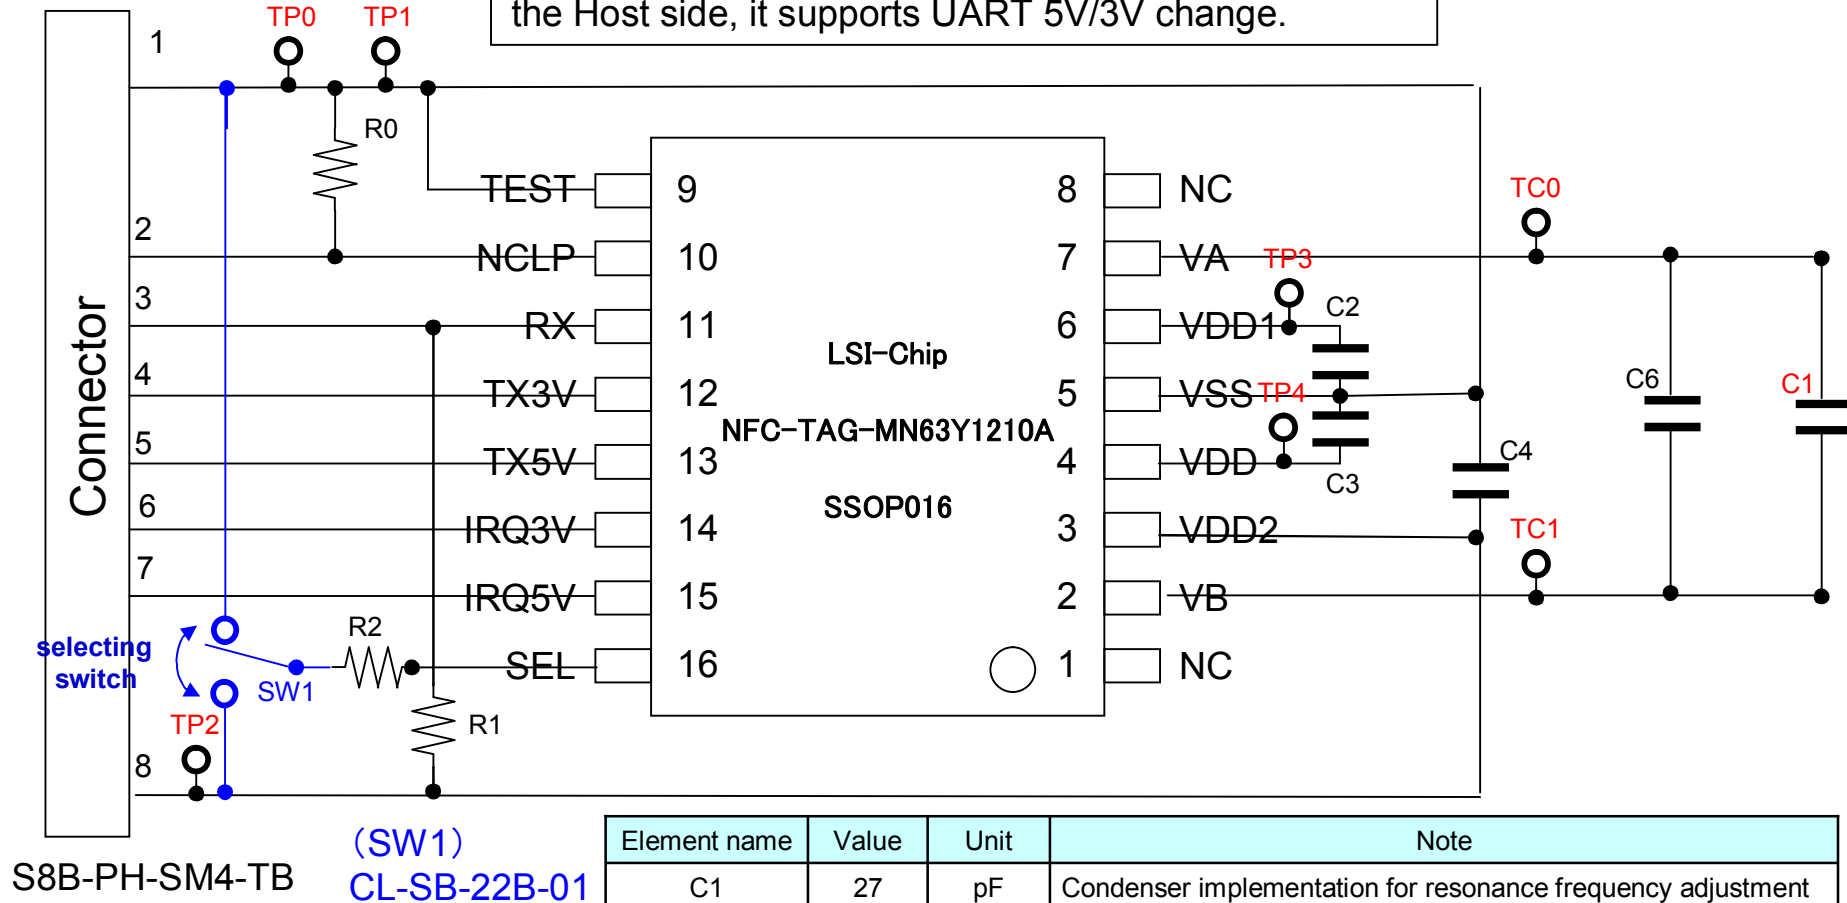 TP0
TP1
the Host side, it supports UART 5V/3V change.
1
R0
TEST
9
8
NC
TC0
2
NCLP
10
7
VA
TP3
3
RX
11
6
VDD1
C2
Connector
LSI-Chip
4
TX3V
12
5
VSS
TP4
C6
C1
NFC-TAG-MN63Y1210A
5
TX5V
13
4
VDD
C3
C4
SSOP016
6
IRQ3V
14
3
VDD2
TC1
7
IRQ5V
15
2
VB
selecting
switch
R2
SEL
16
1
NC
SW1
TP2
R1
8
S8B-PH-SM4-TB
(SW1)
CL-SB-22B-01
Element name Value Unit Note
C1 27 pF Condenser implementation for resonance frequency adjustment